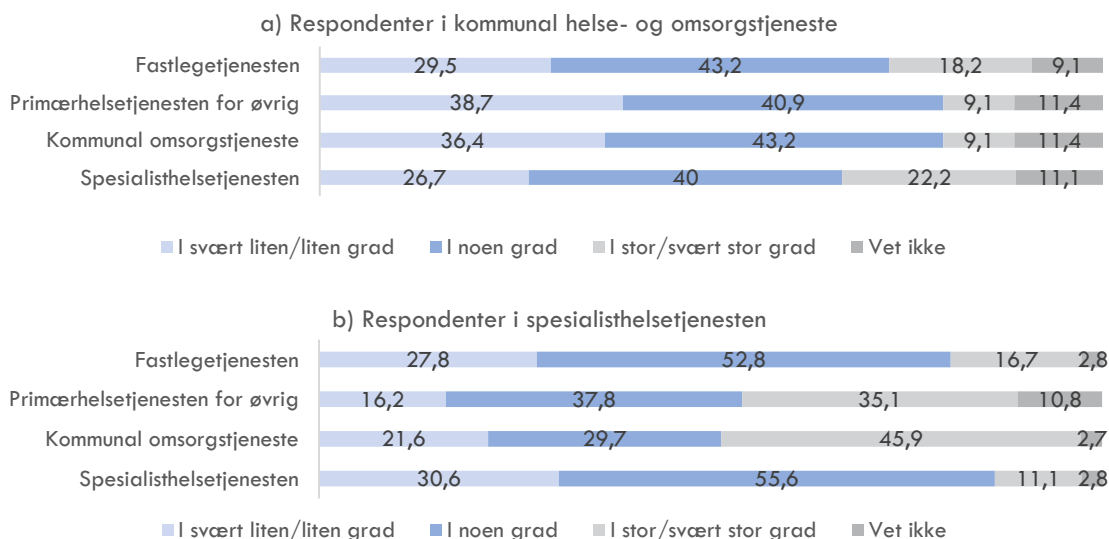 a) Respondenter i kommunal helse- og omsorgstjeneste
Fastlegetjenesten 29,5 43,2 18,2 9,1
Primærhelsetjenesten for øvrig 38,7 40,9 9,1 11,4
Kommunal omsorgstjeneste 36,4 43,2 9,1 11,4
Spesialisthelsetjenesten 26,7 40 22,2 11,1
I svært liten/liten grad I noen grad I stor/svært stor grad Vet ikke
b) Respondenter i spesialisthelsetjenesten
Fastlegetjenesten 27,8 52,8 16,7 2,8
Primærhelsetjenesten for øvrig 16,2 37,8 35,1 10,8
Kommunal omsorgstjeneste 21,6 29,7 45,9 2,7
Spesialisthelsetjenesten 30,6 55,6 11,1 2,8
I svært liten/liten grad I noen grad I stor/svært stor grad Vet ikke